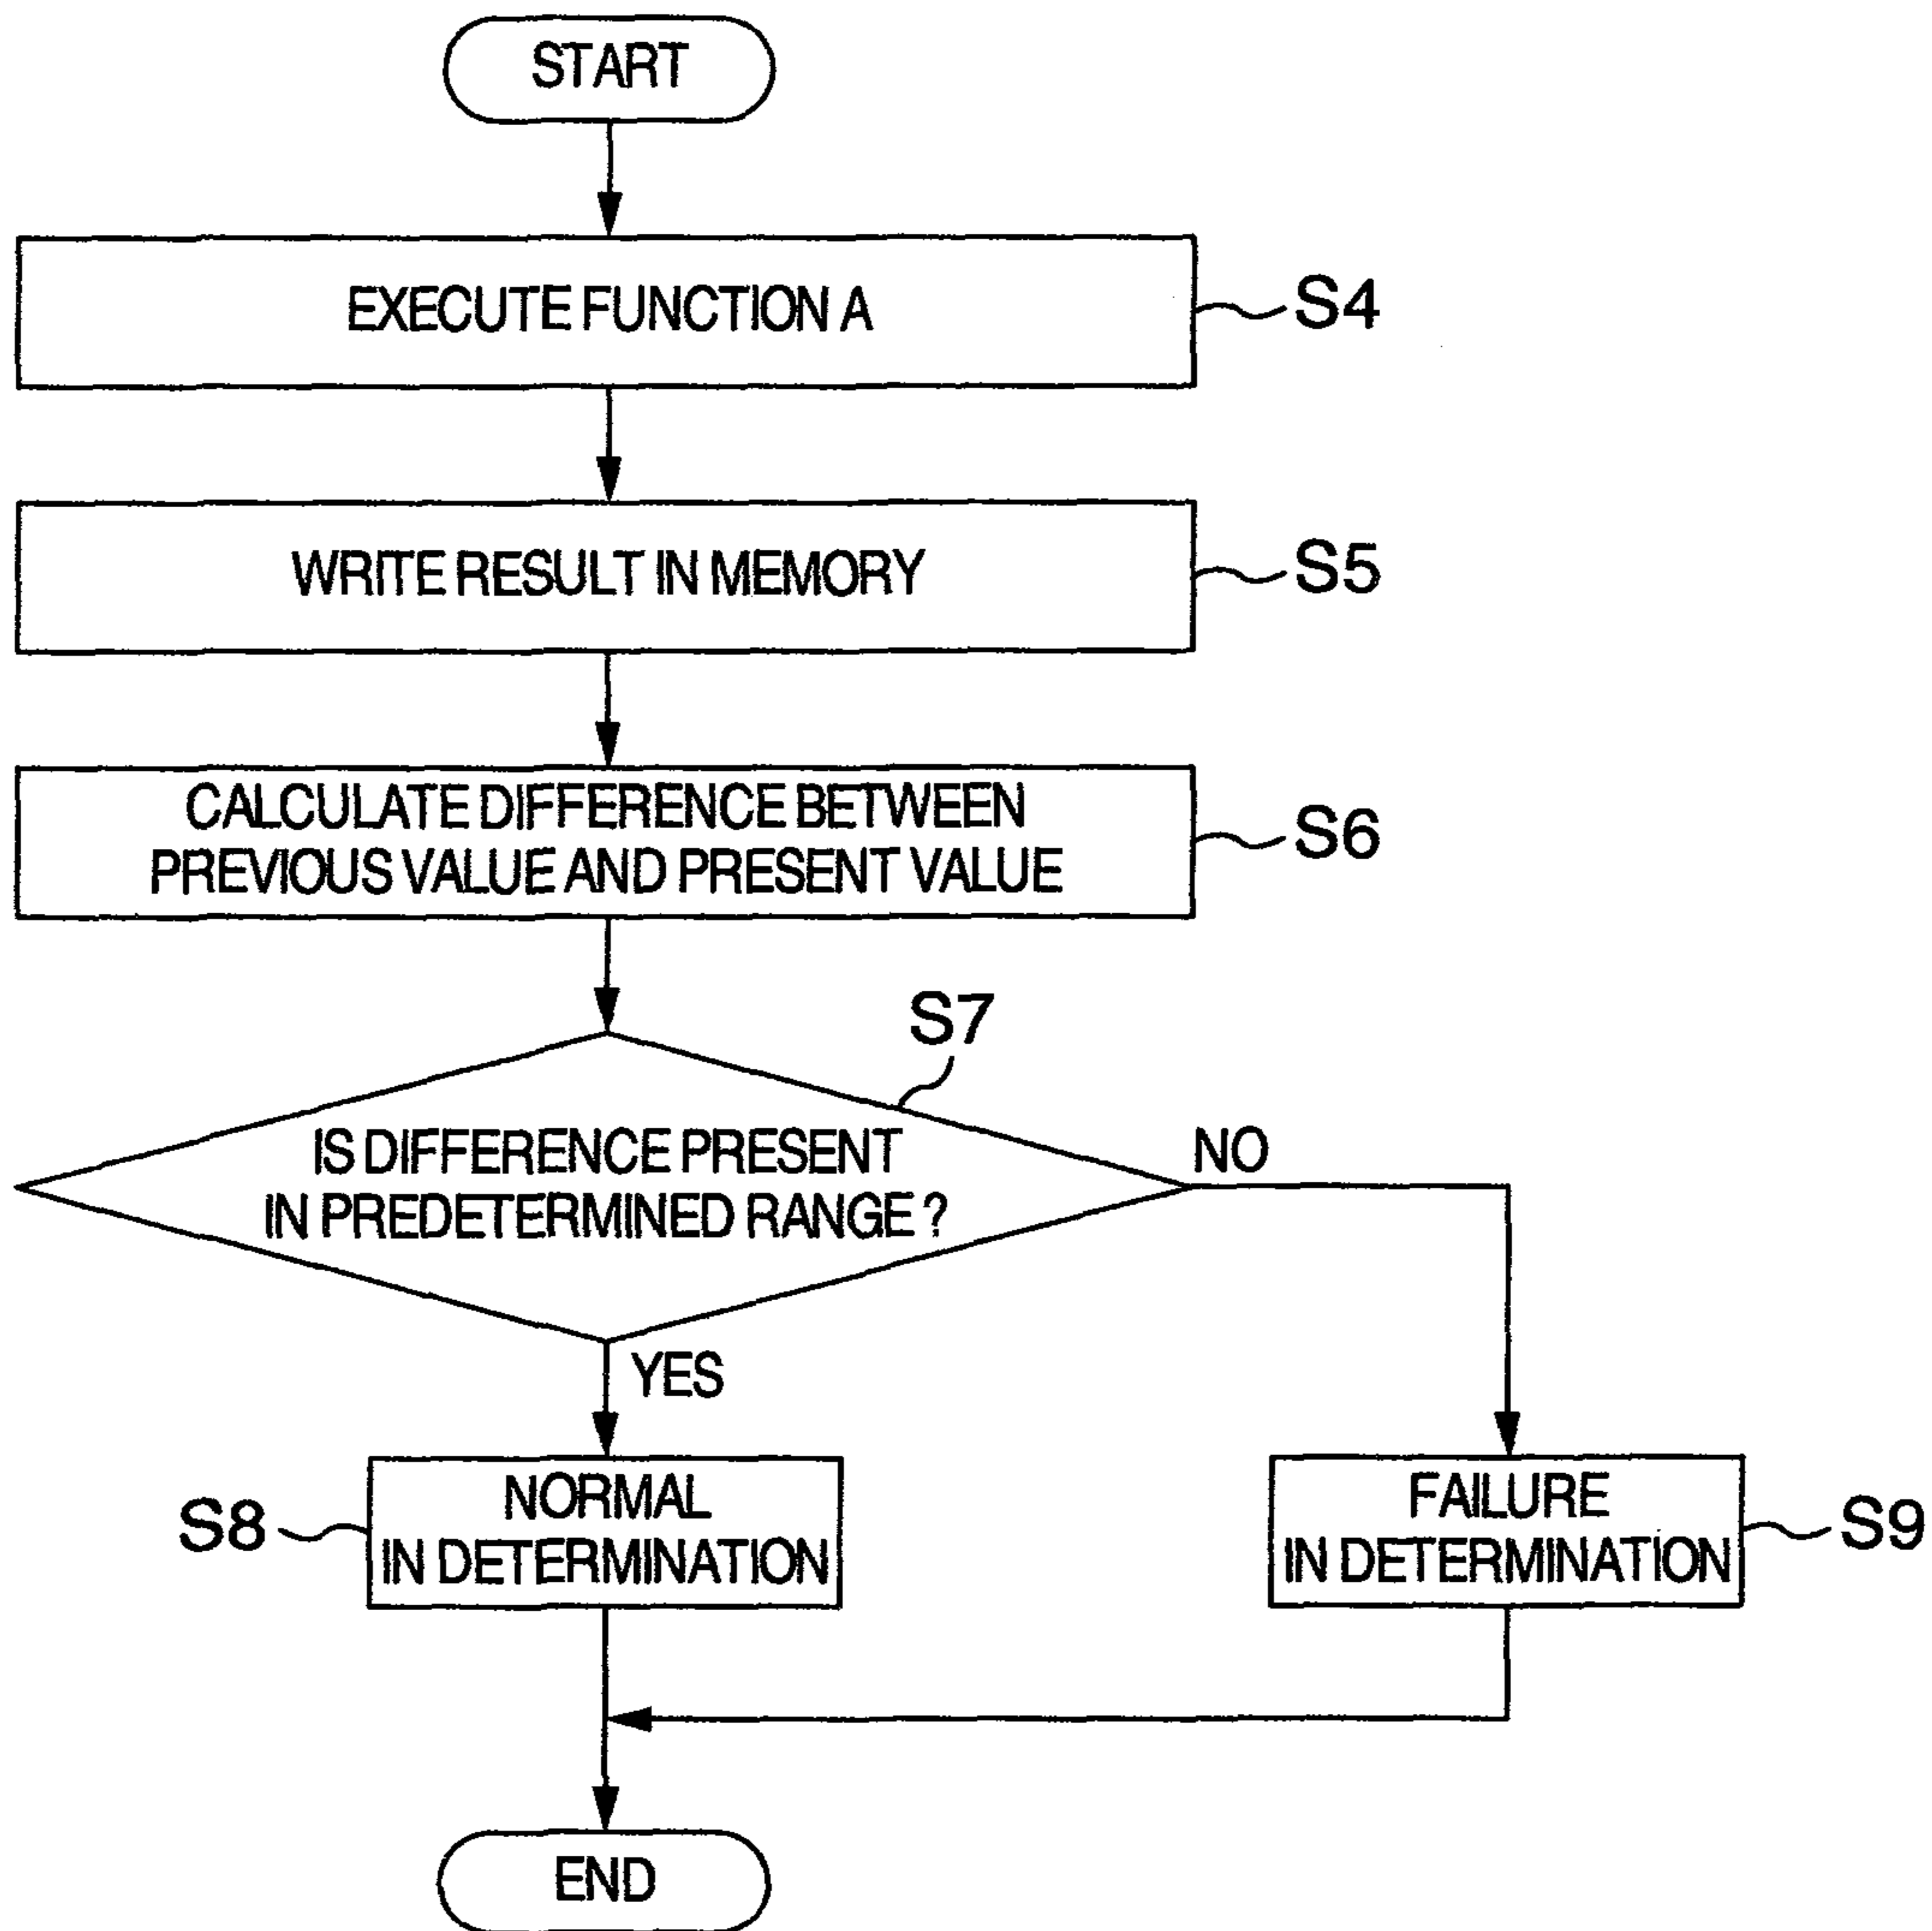 START
EXECUTE FUNCTION A
S4
WRITE RESULT IN MEMORY
S5
CALCULATE DIFFERENCE BETWEEN
PREVIOUS VALUE AND PRESENT VALUE
S6
S7
IS DIFFERENCE PRESENT
IN PREDETERMINED RANGE ?
NO
YES
S8
NORMAL
IN DETERMINATION
FAILURE
IN DETERMINATION
S9
END